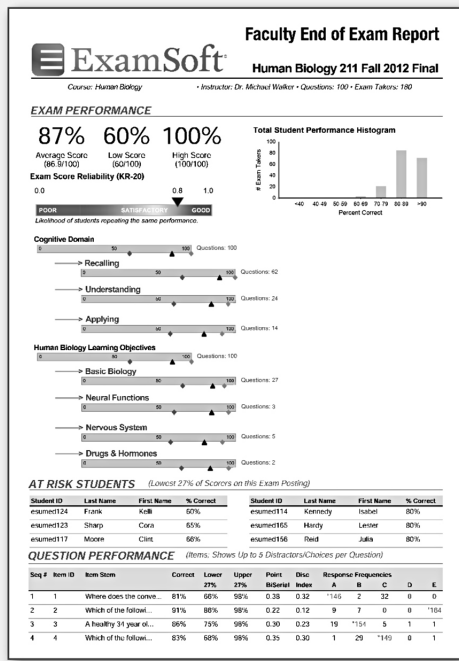 Faculty End of Exam Report
ExamSoft
Human Biology 211 Fall 2012 Final
Course: Human Biology • Instructor: Dr. Michael Walker • Questions: 100 • Exam Takers: 180
EXAM PERFORMANCE
87% 60% 100%
Average Score Low Score High Score
(86.9/100) (60/100) (100/100)
Exam Score Reliability (KR-20)
0.0 0.8 1.0
POOR SATISFACTORY GOOD
Likelihood of students repeating the same performance.
Total Student Performance Histogram
# Exam Takers
100
80
60
40
20
0
<40 40-49 50-59 60-69 70-79 80-89 >90
Percent Correct
Cognitive Domain
0 50 100 Questions: 100
Recalling
0 50 100 Questions: 62
Understanding
0 50 100 Questions: 24
Applying
0 50 100 Questions: 14
Human Biology Learning Objectives
0 50 100 Questions: 100
Basic Biology
0 50 100 Questions: 27
Neural Functions
0 50 100 Questions: 3
Nervous System
0 50 100 Questions: 5
Drugs & Hormones
0 50 100 Questions: 2
AT RISK STUDENTS (Lowest 27% of Scorers on this Exam Posting)
Student ID Last Name First Name % Correct Student ID Last Name First Name % Correct
esumed124 Frank Kelli 60% esumed114 Kennedy Isabel 80%
esumed123 Sharp Cora 65% esumed165 Hardy Lester 80%
esumed117 Moore Clint 66% esumed156 Reid Julia 80%
QUESTION PERFORMANCE (Items: Shows Up to 5 Distractors/Choices per Question)
Seq # Item ID Item Stem Correct Lower Upper Point Disc Response Frequencies
27% 27% BiSerial Index A B C D E
1 1 Where does the conve... 81% 66% 98% 0.38 0.32 *146 2 32 0 0
2 2 Which of the followi... 91% 86% 98% 0.22 0.12 9 7 0 0 *164
3 3 A healthy 34 year ol... 86% 75% 98% 0.30 0.23 19 *154 5 1 1
4 4 Which of the followi... 83% 68% 98% 0.35 0.30 1 29 *149 0 1